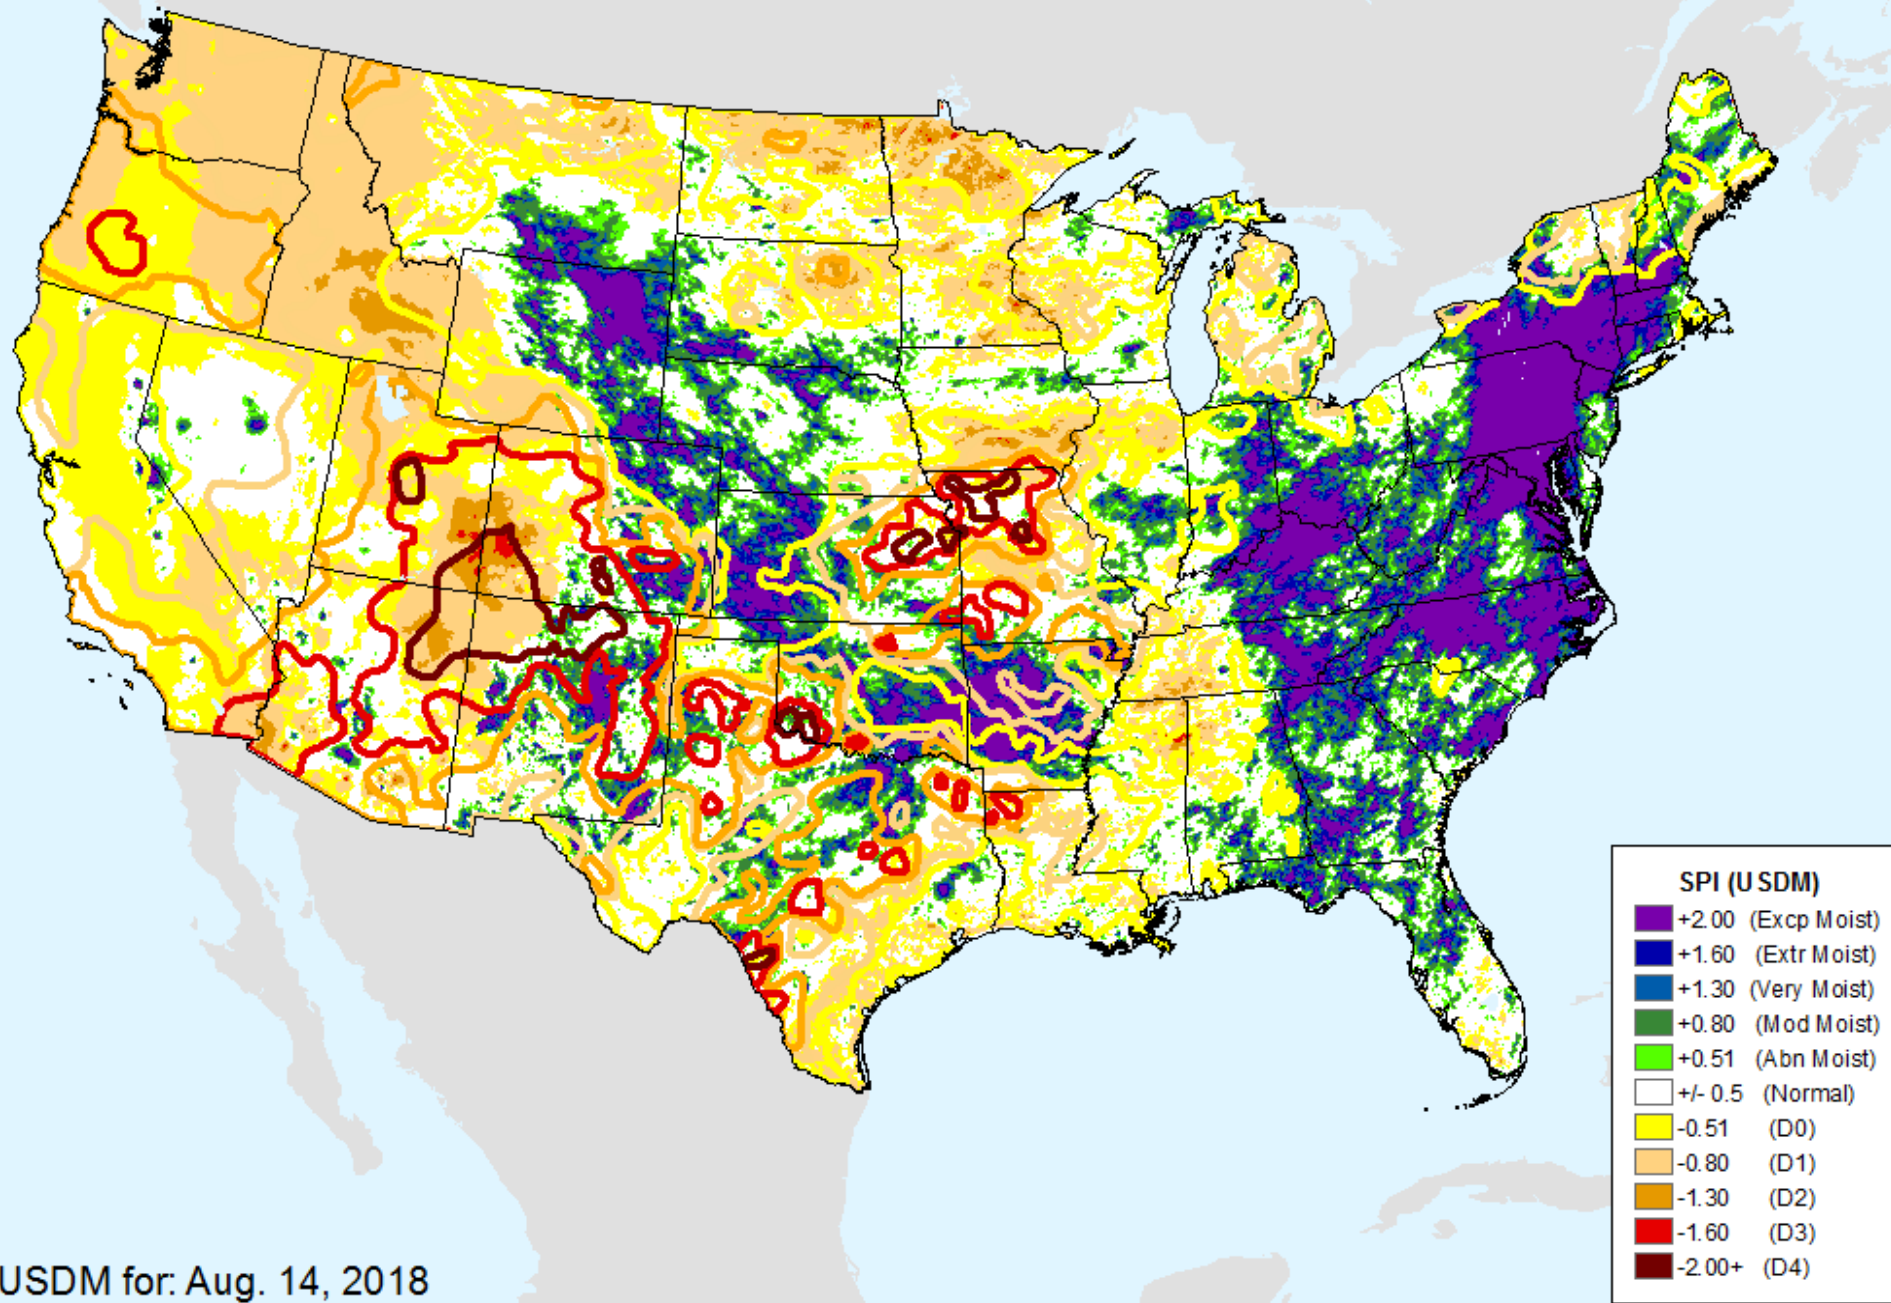 SPI (USDM)
+2.00 (Excp Moist)
+1.60 (Extr Moist)
+1.30 (Very Moist)
+0.80 (Mod Moist)
+0.51 (Abn Moist)
+/- 0.5 (Normal)
-0.51 (D0)
-0.80 (D1)
-1.30 (D2)
-1.60 (D3)
-2.00+ (D4)
USDM for: Aug. 14, 2018